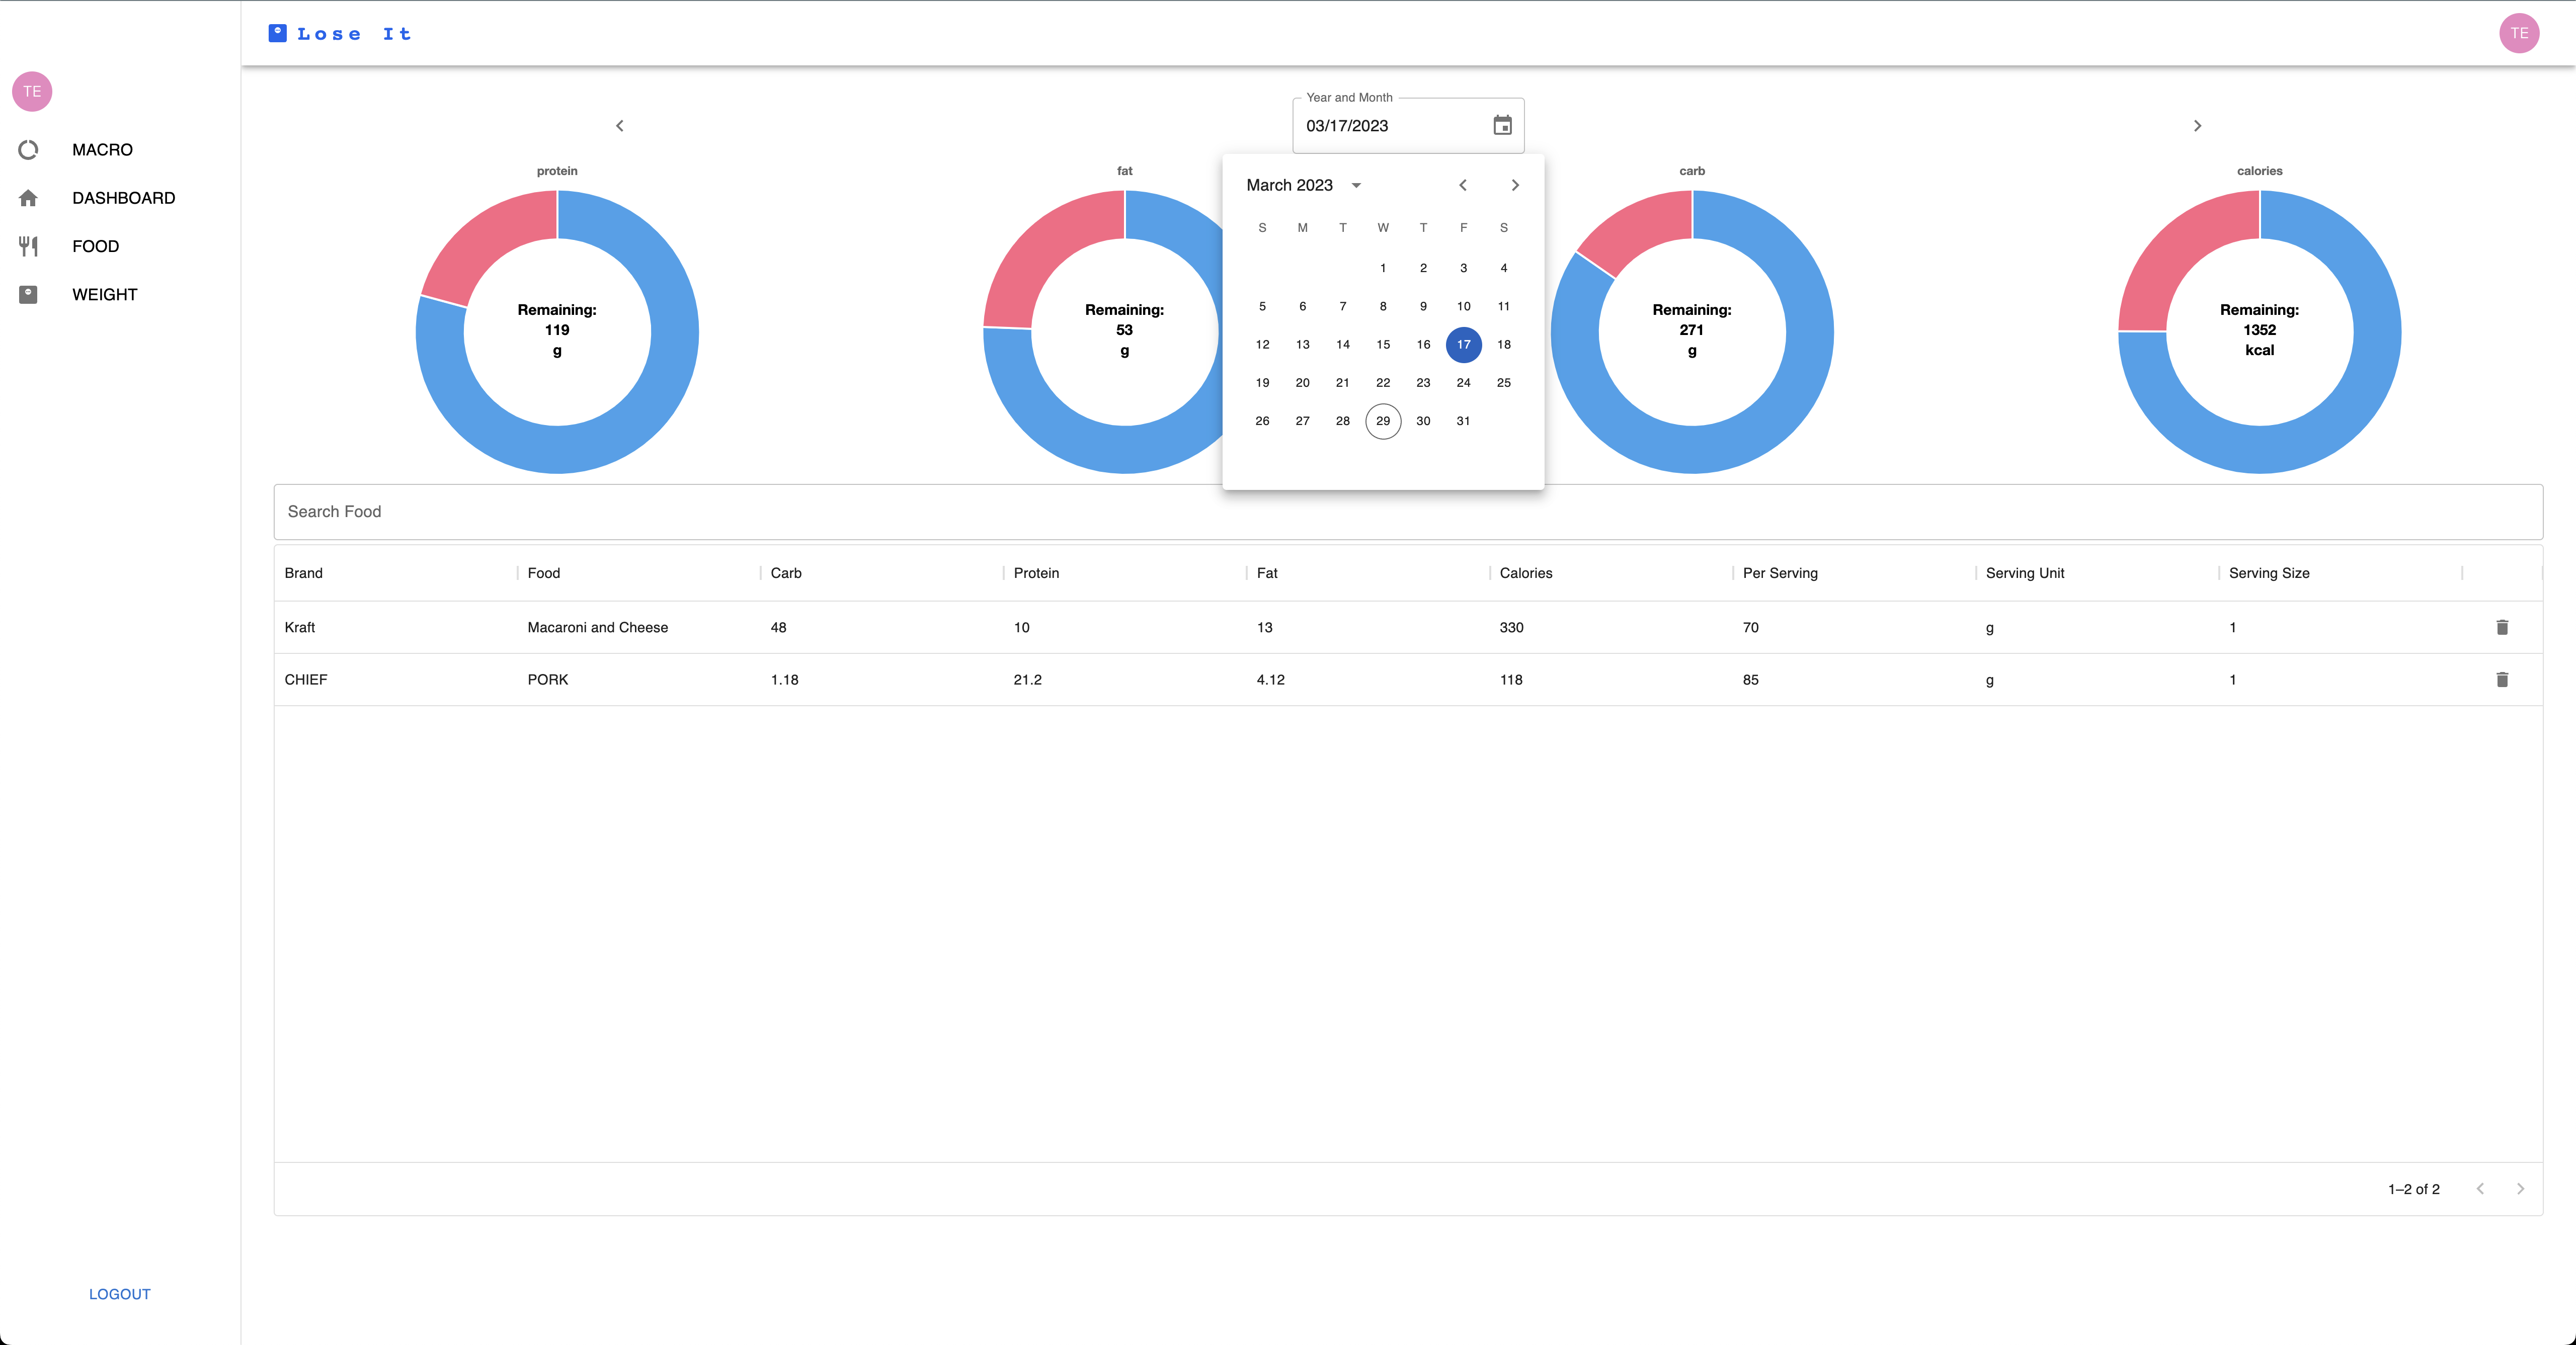 Lose It
TE
TE
MACRO
DASHBOARD
FOOD
WEIGHT
LOGOUT
Year and Month
03/17/2023
protein
Remaining:
119
g
fat
Remaining:
53
g
March 2023
S M T W T F S
1 2 3 4
5 6 7 8 9 10 11
12 13 14 15 16 17 18
19 20 21 22 23 24 25
26 27 28 29 30 31
carb
Remaining:
271
g
calories
Remaining:
1352
kcal
Search Food
Brand Food Carb Protein Fat Calories Per Serving Serving Unit Serving Size
Kraft Macaroni and Cheese 48 10 13 330 70 g 1
CHIEF PORK 1.18 21.2 4.12 118 85 g 1
1–2 of 2